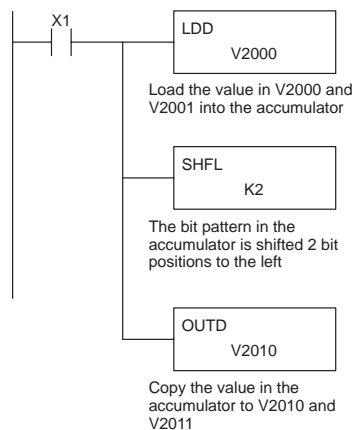 X1
LDD
V2000
Load the value in V2000 and
V2001 into the accumulator
SHFL
K2
The bit pattern in the
accumulator is shifted 2 bit
positions to the left
OUTD
V2010
Copy the value in the
accumulator to V2010 and
V2011